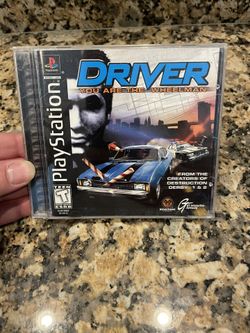 PlayStation
DRIVER
YOU ARE THE WHEELMAN
FROM THE
CREATORS OF
DESTRUCTION
DERBY 1 & 2
TEEN
T